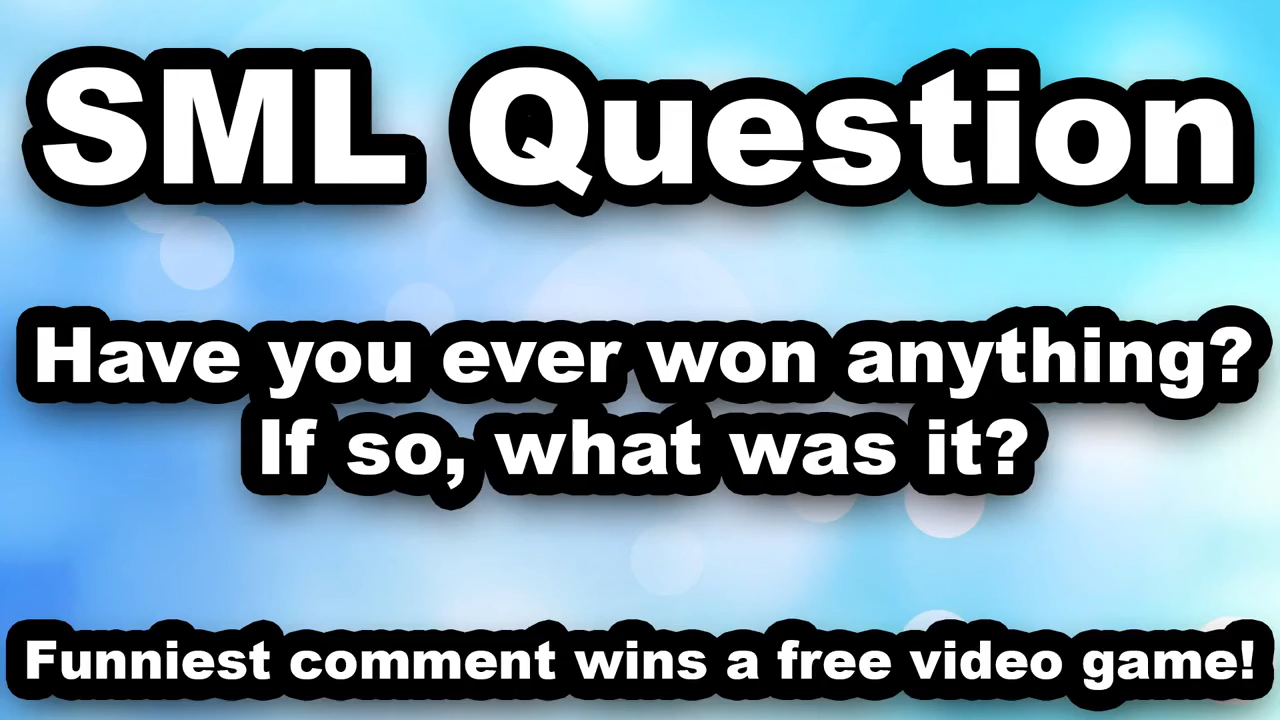 SML Question
Have you ever won anything?
If so, what was it?
Funniest comment wins a free video game!